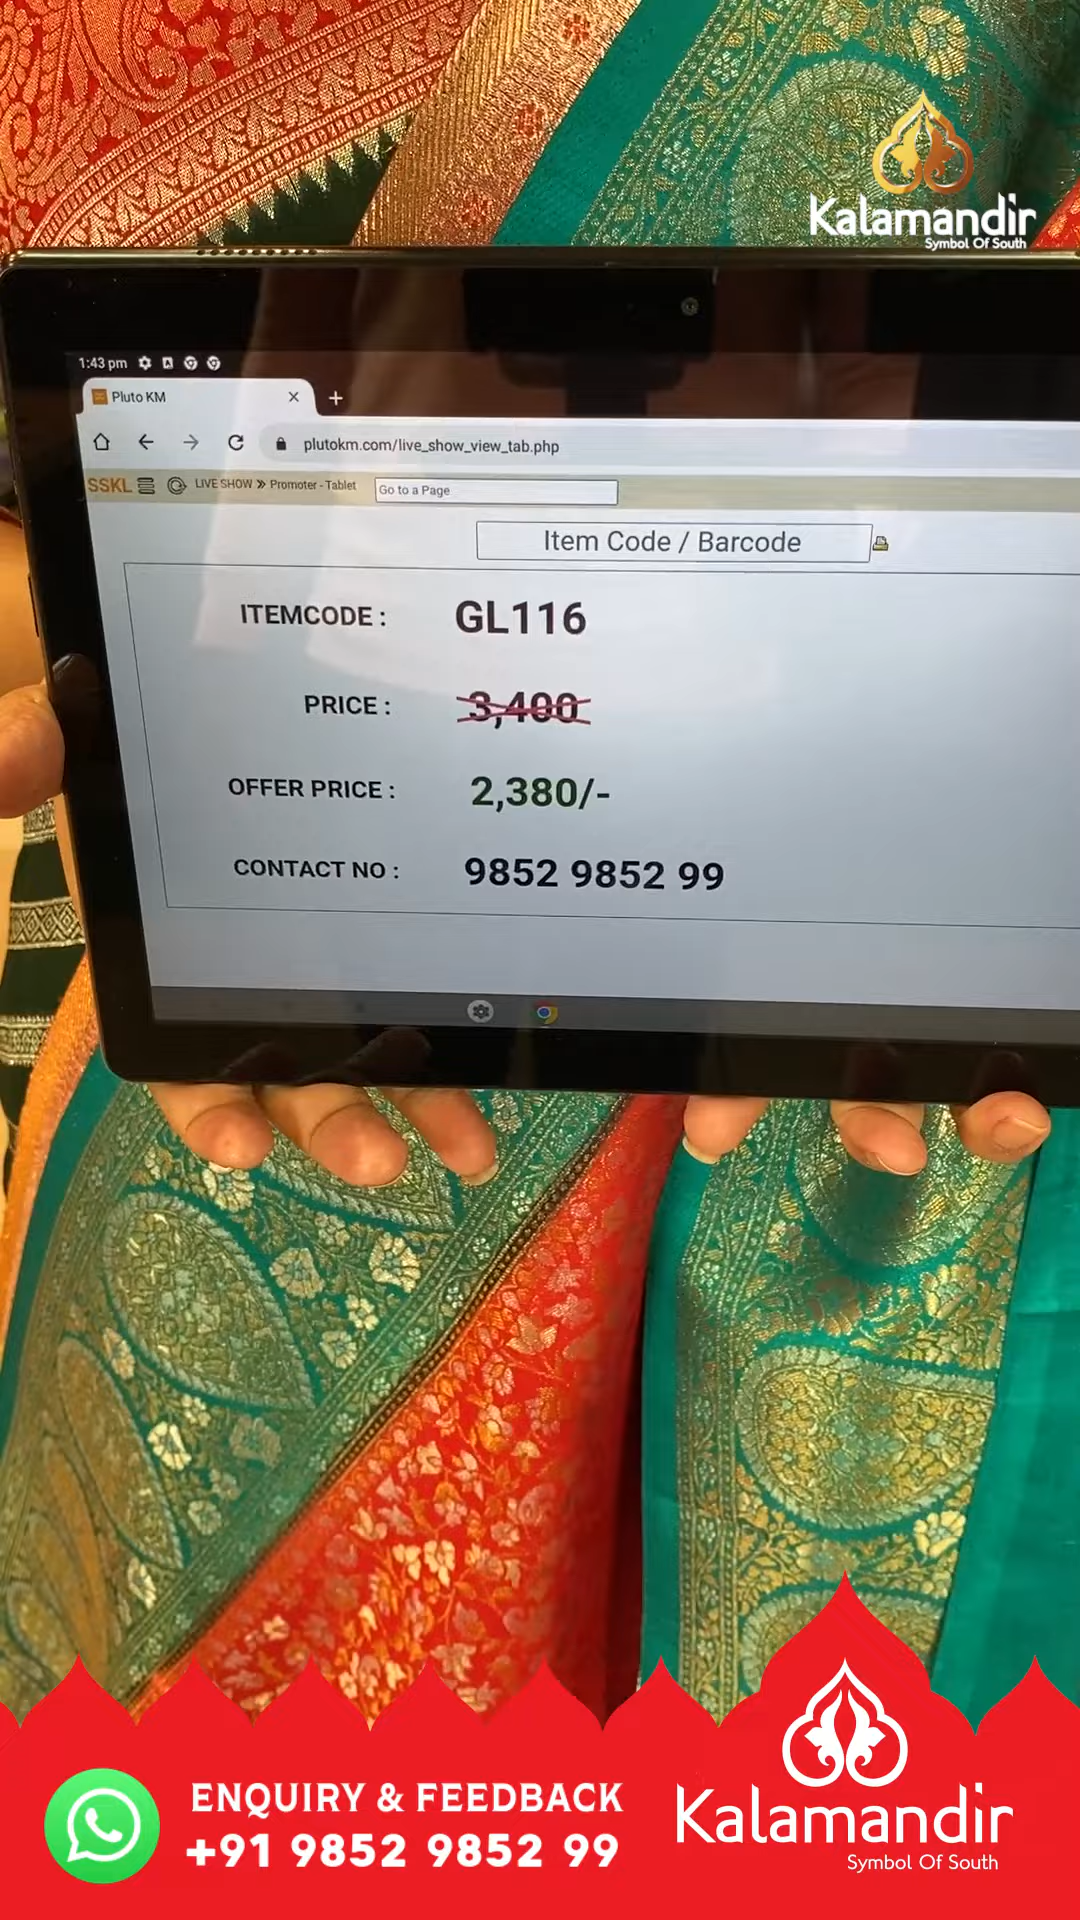 Kalamandir
Symbol Of South
1:43 pm
Pluto KM
plutokm.com/live_show_view_tab.php
SSKL
LIVE SHOW » Promoter - Tablet
Go to a Page
Item Code / Barcode
ITEMCODE : GL116
PRICE : 3,400
OFFER PRICE : 2,380/-
CONTACT NO : 9852 9852 99
ENQUIRY & FEEDBACK
+91 9852 9852 99
Kalamandir
Symbol Of South